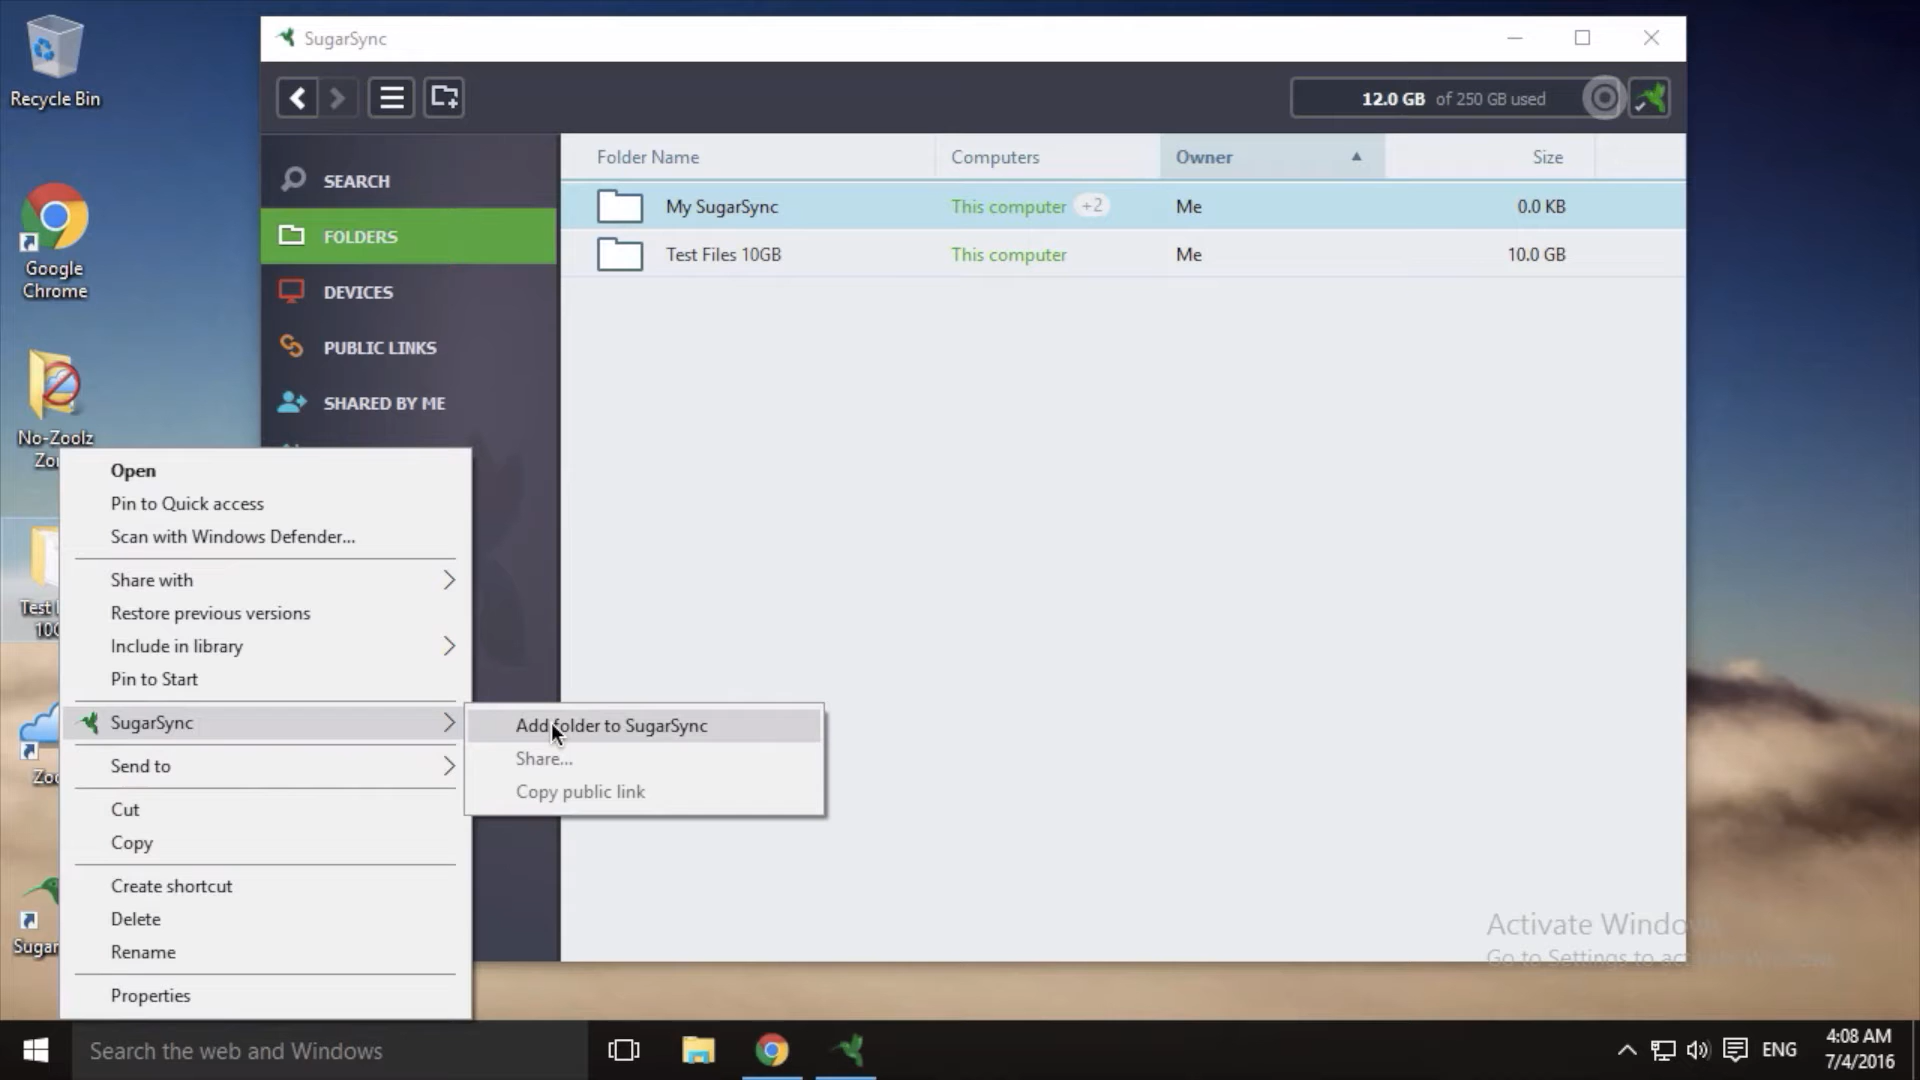 Recycle Bin
Google
Chrome
No-Zoolz
SugarSync
12.0 GB of 250 GB used
SEARCH
FOLDERS
DEVICES
PUBLIC LINKS
SHARED BY ME
Folder Name Computers Owner Size
My SugarSync This computer +2 Me 0.0 KB
Test Files 10GB This computer Me 10.0 GB
Test
Open
Pin to Quick access
Scan with Windows Defender...
Share with
Restore previous versions
Include in library
Pin to Start
SugarSync
Send to
Cut
Copy
Create shortcut
Delete
Rename
Properties
Add folder to SugarSync
Share...
Copy public link
Activate Windows
Go to Settings to activate Windows.
Search the web and Windows
ENG
4:08 AM
7/4/2016